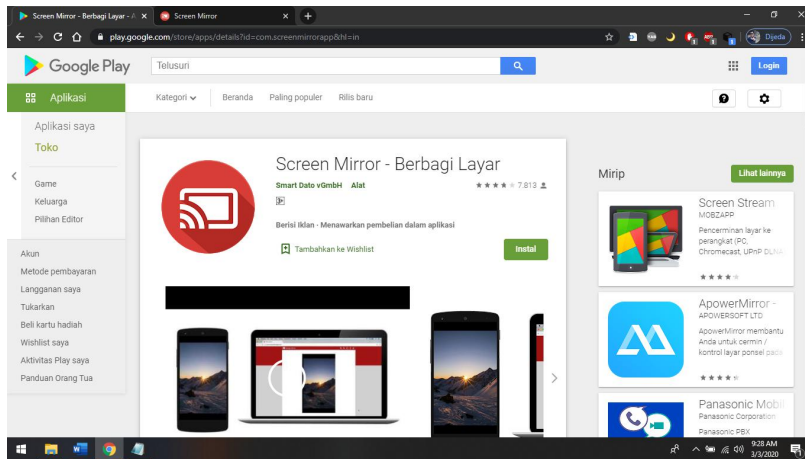 Screen Mirror - Berbagi Layar - A
Screen Mirror
play.google.com/store/apps/details?id=com.screenmirrorapp&hl=in
Dijeda
Google Play
Telusuri
Login
Aplikasi
Kategori
Beranda
Paling populer
Rilis baru
Aplikasi saya
Toko
Game
Keluarga
Pilihan Editor
Akun
Metode pembayaran
Langganan saya
Tukarkan
Beli kartu hadiah
Wishlist saya
Aktivitas Play saya
Panduan Orang Tua
Screen Mirror - Berbagi Layar
Smart Dato vGmbH Alat
7.813
3+
Berisi Iklan · Menawarkan pembelian dalam aplikasi
Tambahkan ke Wishlist
Instal
Mirip
Lihat lainnya
Screen Stream
MOBZAPP
Pencerminan layar ke
perangkat (PC,
Chromecast, UPnP DLNA
ApowerMirror -
APOWERSOFT LTD
ApowerMirror membantu
Anda untuk cermin /
kontrol layar ponsel pada
Panasonic Mobil
Panasonic Corporation
Panasonic PBX
9:28 AM
3/3/2020